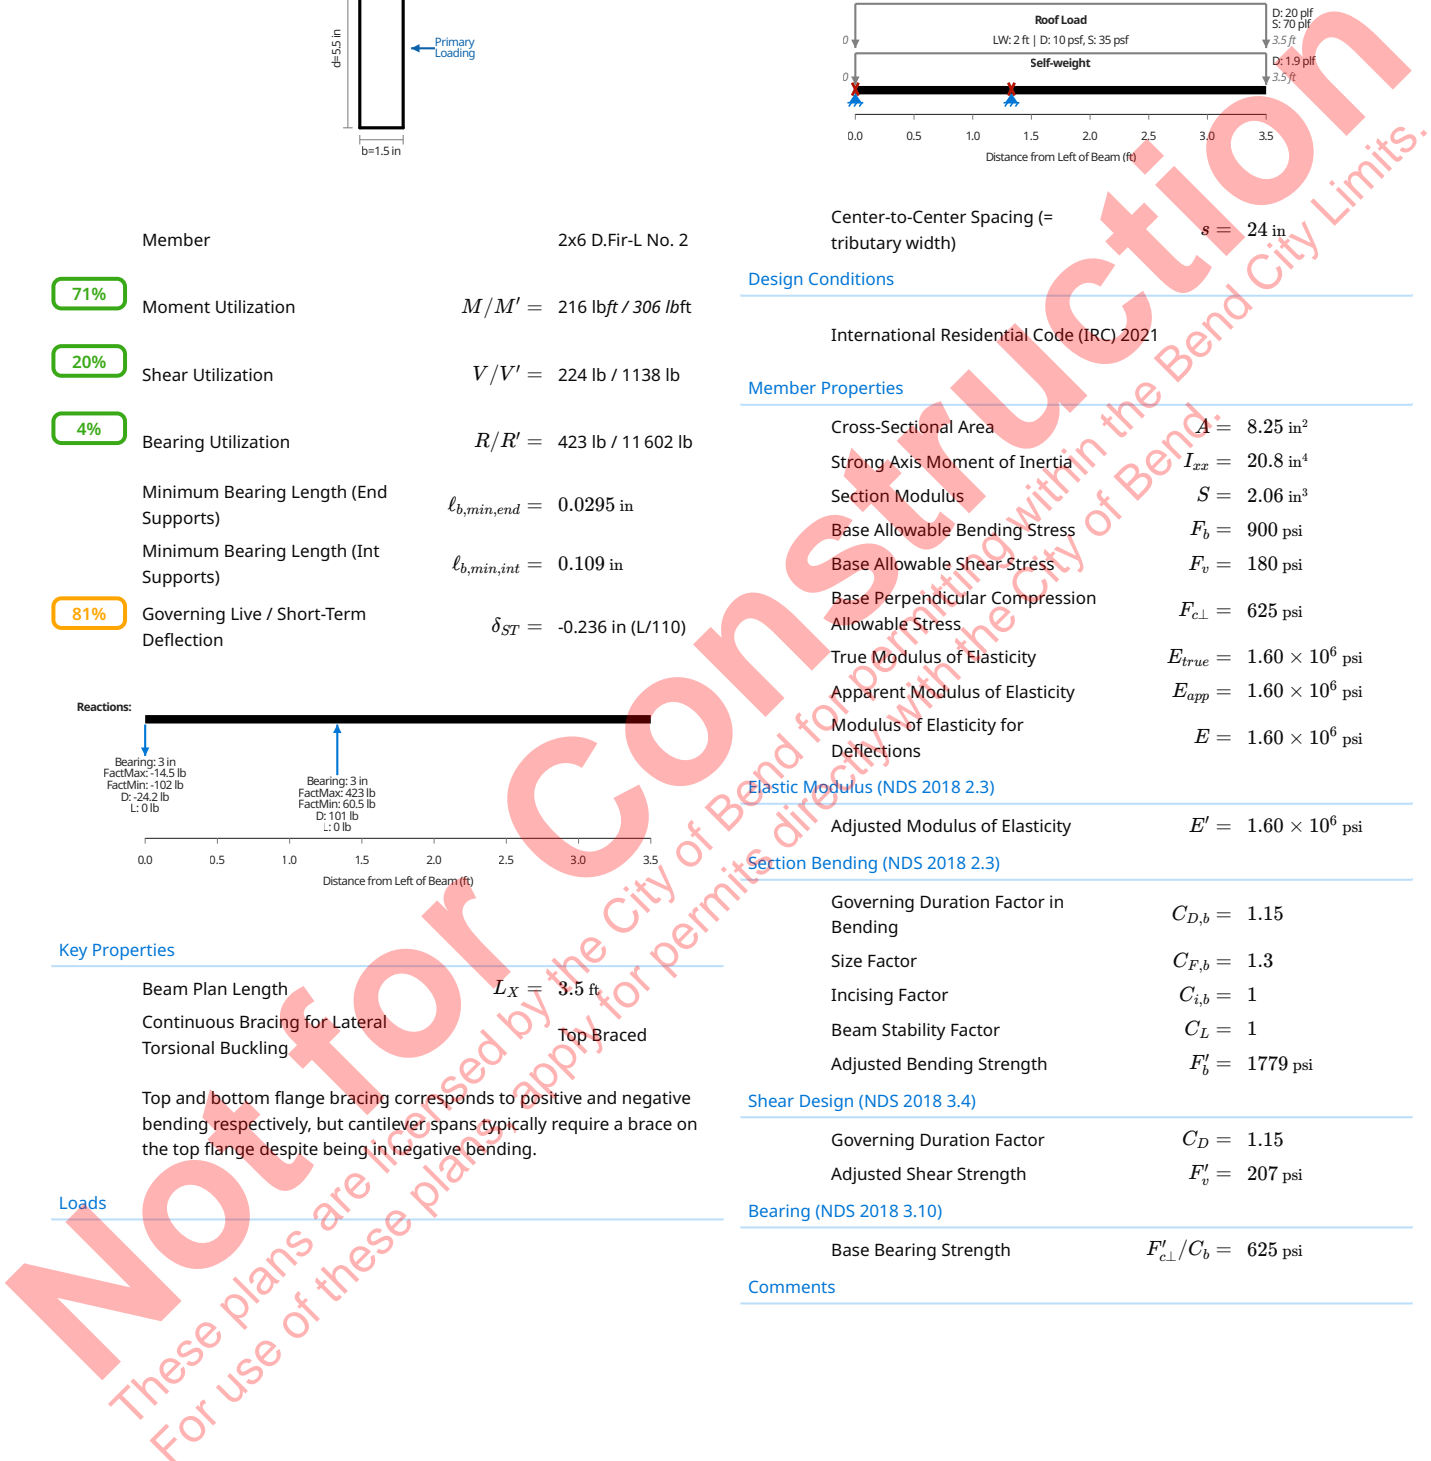 d=5.5 in
Primary
Loading
b=1.5 in
Member 2x6 D.Fir-L No. 2
71% Moment Utilization M/M′ = 216 lbft / 306 lbft
20% Shear Utilization V/V′ = 224 lb / 1138 lb
4% Bearing Utilization R/R′ = 423 lb / 11 602 lb
Minimum Bearing Length (End
Supports) ℓb,min,end = 0.0295 in
Minimum Bearing Length (Int
Supports) ℓb,min,int = 0.109 in
81% Governing Live / Short-Term
Deflection δST = -0.236 in (L/110)
Reactions:
Bearing: 3 in
FactMax: -14.5 lb
FactMin: -102 lb
D: -24.2 lb
L: 0 lb
Bearing: 3 in
FactMax: 423 lb
FactMin: 60.5 lb
D: 101 lb
L: 0 lb
0.0 0.5 1.0 1.5 2.0 2.5 3.0 3.5
Distance from Left of Beam (ft)
Key Properties
Beam Plan Length LX = 3.5 ft
Continuous Bracing for Lateral
Torsional Buckling Top Braced
Top and bottom flange bracing corresponds to positive and negative
bending respectively, but cantilever spans typically require a brace on
the top flange despite being in negative bending.
Loads
Roof Load
LW: 2 ft | D: 10 psf, S: 35 psf
D: 20 plf
S: 70 plf
0 3.5 ft
Self-weight
D: 1.9 plf
0 3.5 ft
0.0 0.5 1.0 1.5 2.0 2.5 3.0 3.5
Distance from Left of Beam (ft)
Center-to-Center Spacing (=
tributary width) s = 24 in
Design Conditions
International Residential Code (IRC) 2021
Member Properties
Cross-Sectional Area A = 8.25 in²
Strong Axis Moment of Inertia Ixx = 20.8 in⁴
Section Modulus S = 2.06 in³
Base Allowable Bending Stress Fb = 900 psi
Base Allowable Shear Stress Fv = 180 psi
Base Perpendicular Compression
Allowable Stress Fc⊥ = 625 psi
True Modulus of Elasticity Etrue = 1.60 × 10⁶ psi
Apparent Modulus of Elasticity Eapp = 1.60 × 10⁶ psi
Modulus of Elasticity for
Deflections E = 1.60 × 10⁶ psi
Elastic Modulus (NDS 2018 2.3)
Adjusted Modulus of Elasticity E′ = 1.60 × 10⁶ psi
Section Bending (NDS 2018 2.3)
Governing Duration Factor in
Bending CD,b = 1.15
Size Factor CF,b = 1.3
Incising Factor Ci,b = 1
Beam Stability Factor CL = 1
Adjusted Bending Strength F′b = 1779 psi
Shear Design (NDS 2018 3.4)
Governing Duration Factor CD = 1.15
Adjusted Shear Strength F′v = 207 psi
Bearing (NDS 2018 3.10)
Base Bearing Strength F′c⊥/Cb = 625 psi
Comments
Not for Construction
These plans are licensed by the City of Bend for permitting within the Bend City Limits.
For use of these plans, apply for permits directly with the City of Bend.